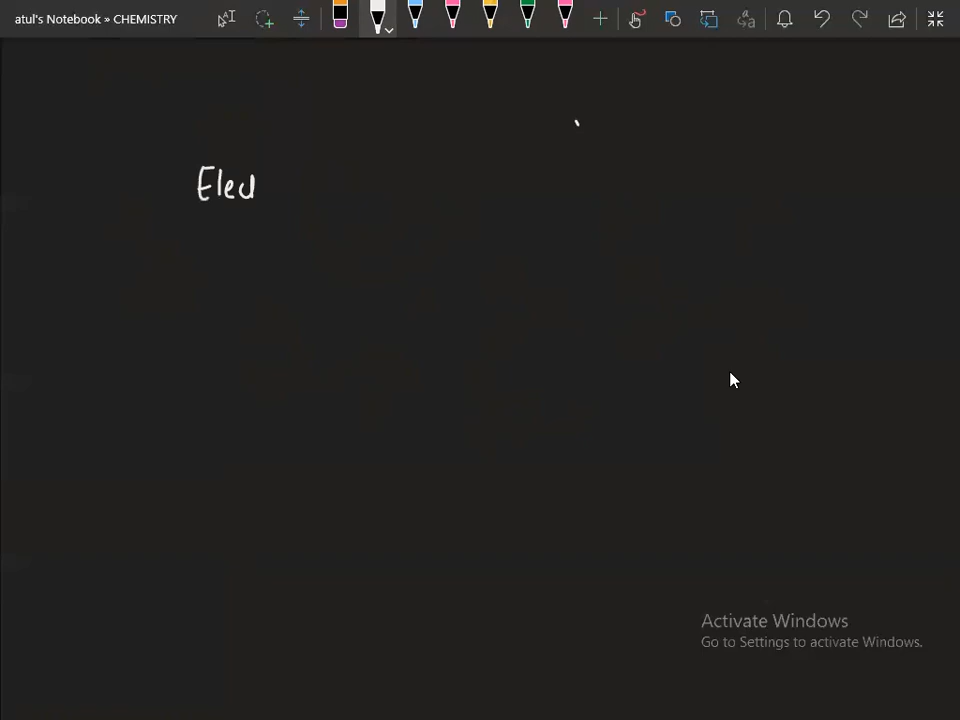 atul's Notebook » CHEMISTRY
Elec
Activate Windows
Go to Settings to activate Windows.